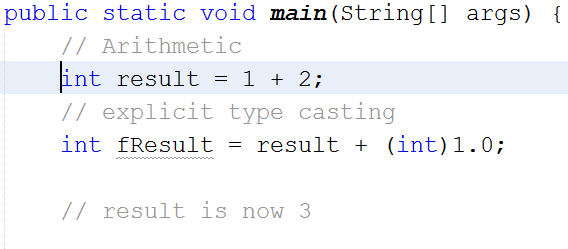 public static void main(String[] args) {
// Arithmetic
int result = 1 + 2;
// explicit type casting
int fResult = result + (int)1.0;
// result is now 3